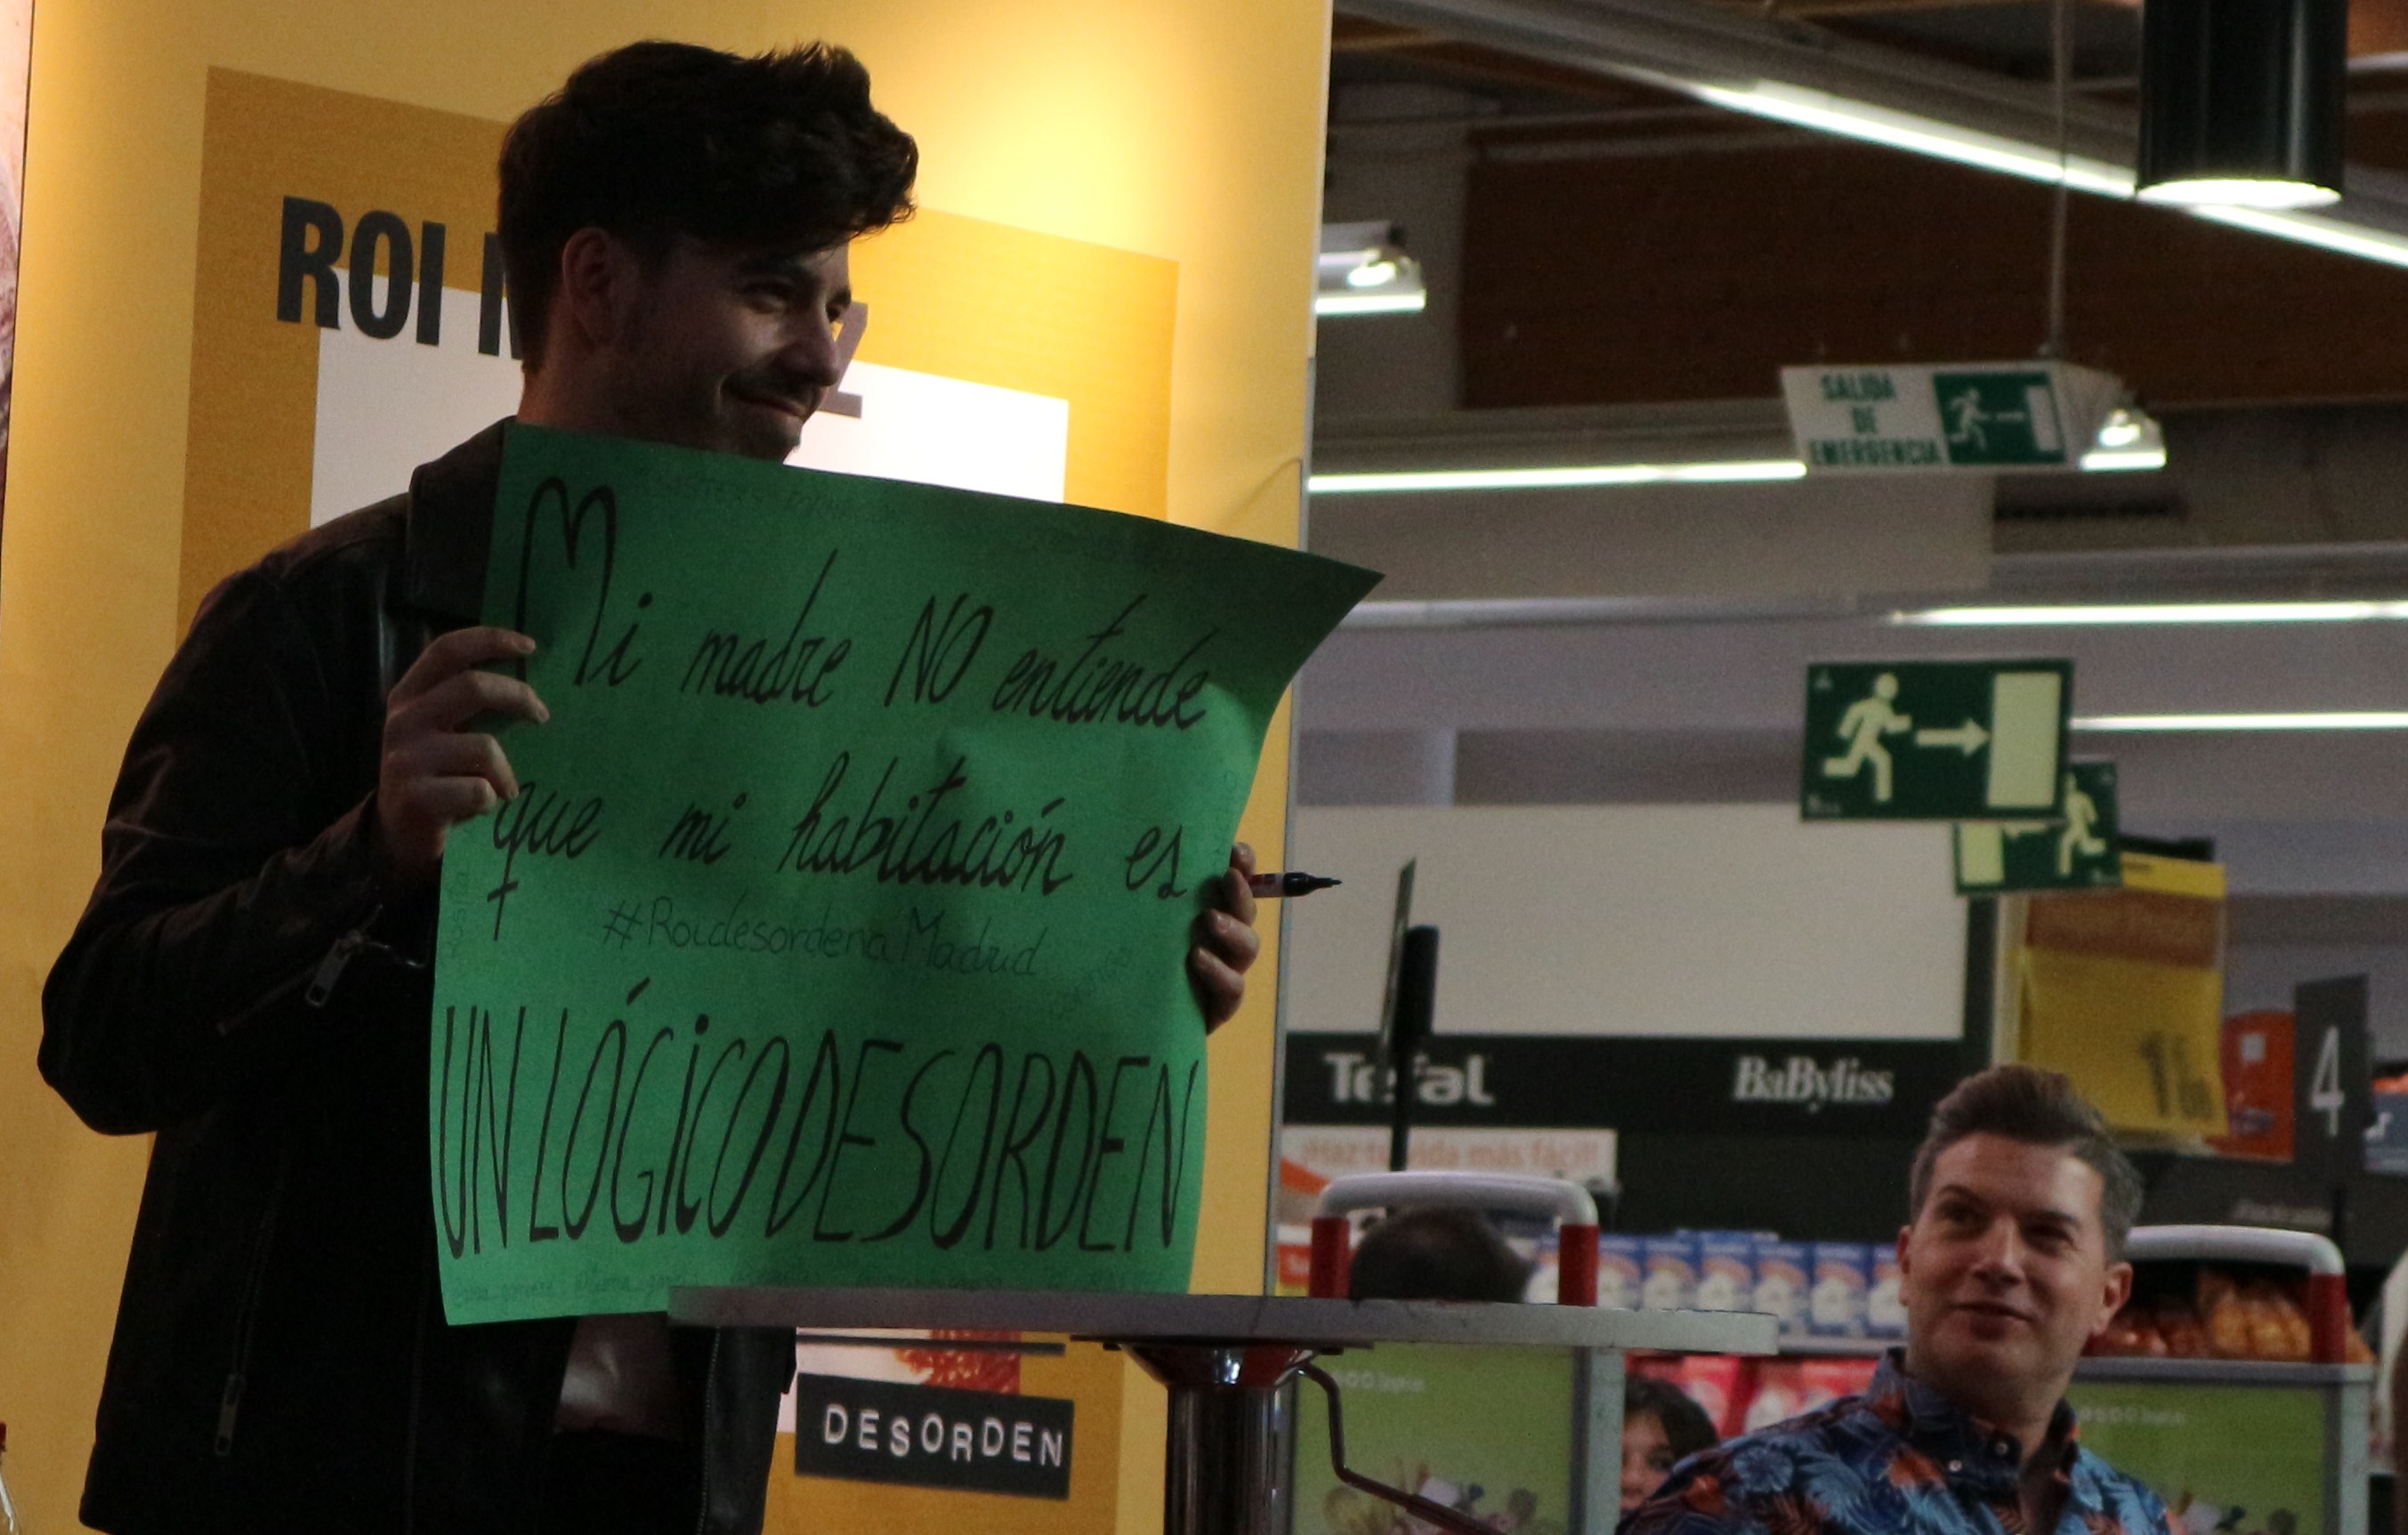 ROI
Mi madre NO entiende
que mi habitación es
#RoidesordenaMadrid
UN LÓGICO DESORDEN
DESORDEN
SALIDA
DE
EMERGENCIA
Tefal
BaByliss
¡Haz tu vida más fácil!
4